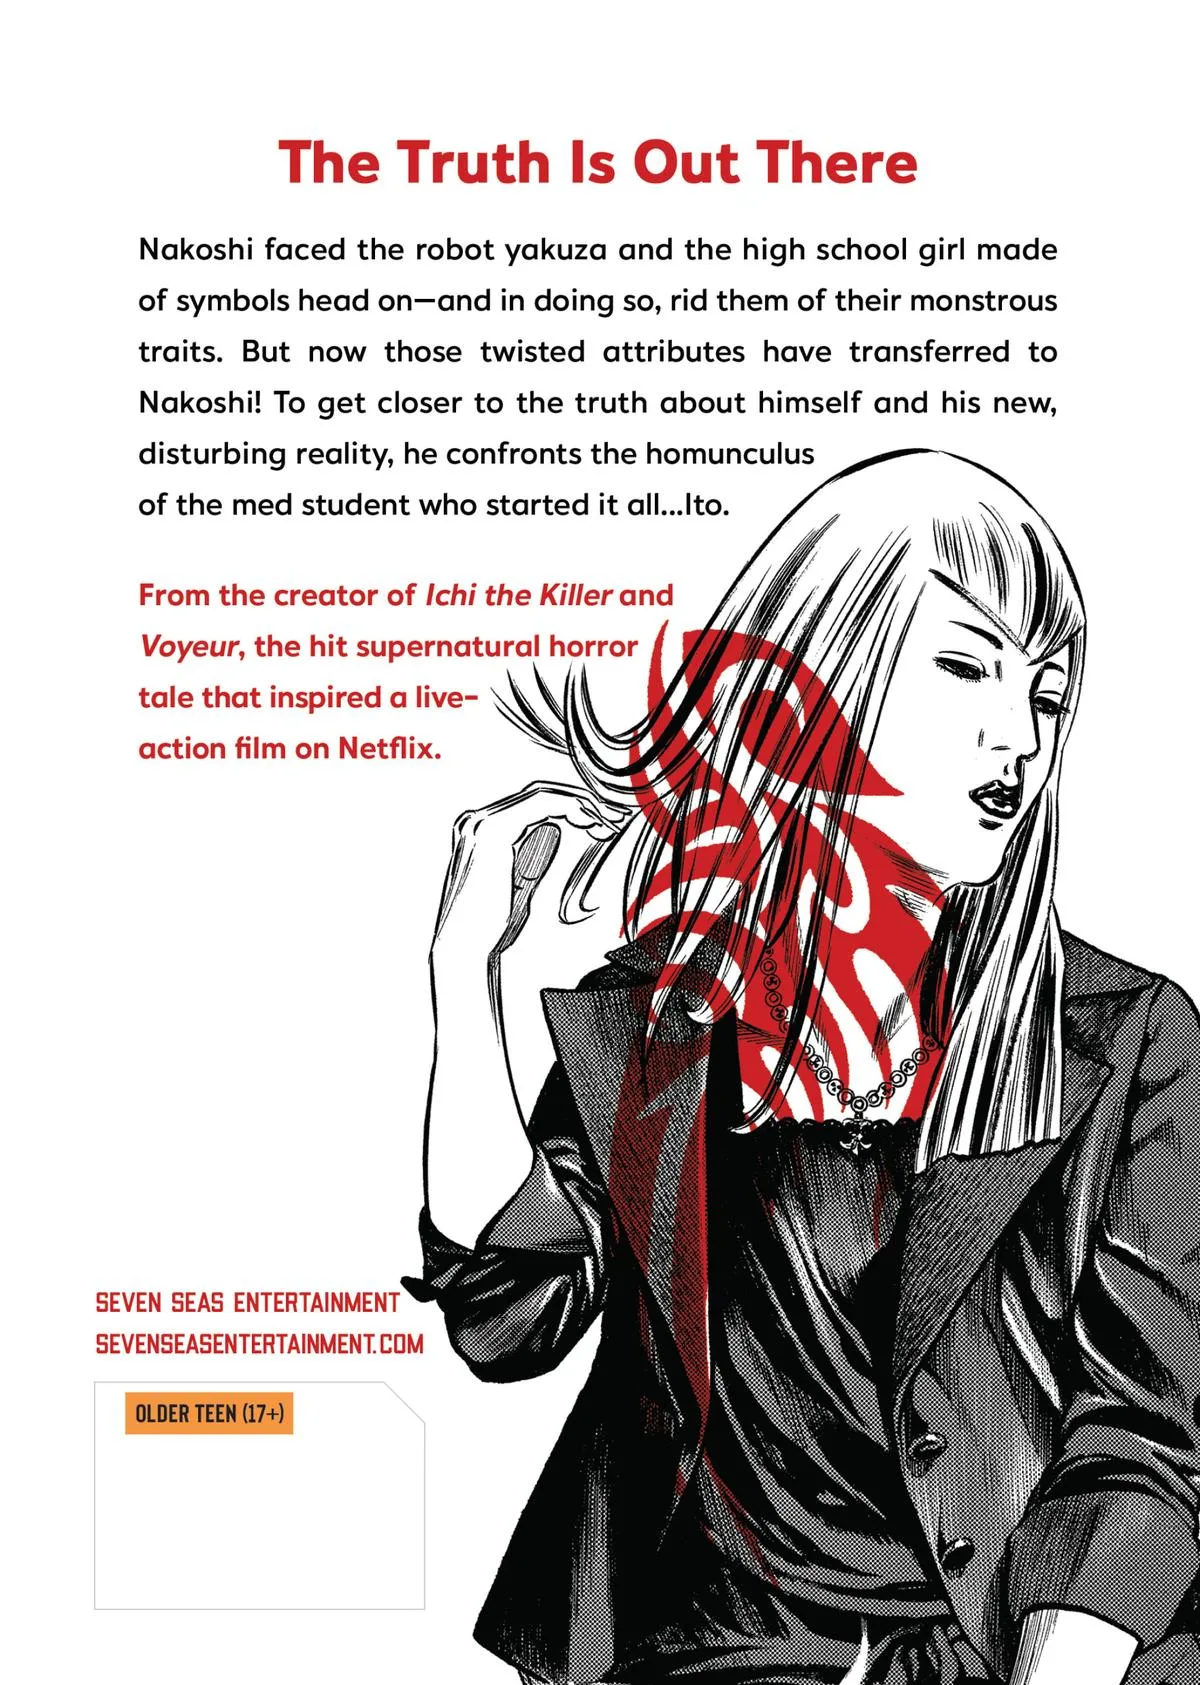 The Truth Is Out There
Nakoshi faced the robot yakuza and the high school girl made
of symbols head on—and in doing so, rid them of their monstrous
traits. But now those twisted attributes have transferred to
Nakoshi! To get closer to the truth about himself and his new,
disturbing reality, he confronts the homunculus
of the med student who started it all...Ito.
From the creator of Ichi the Killer and
Voyeur, the hit supernatural horror
tale that inspired a live-
action film on Netflix.
SEVEN SEAS ENTERTAINMENT
SEVENSEASENTERTAINMENT.COM
OLDER TEEN (17+)